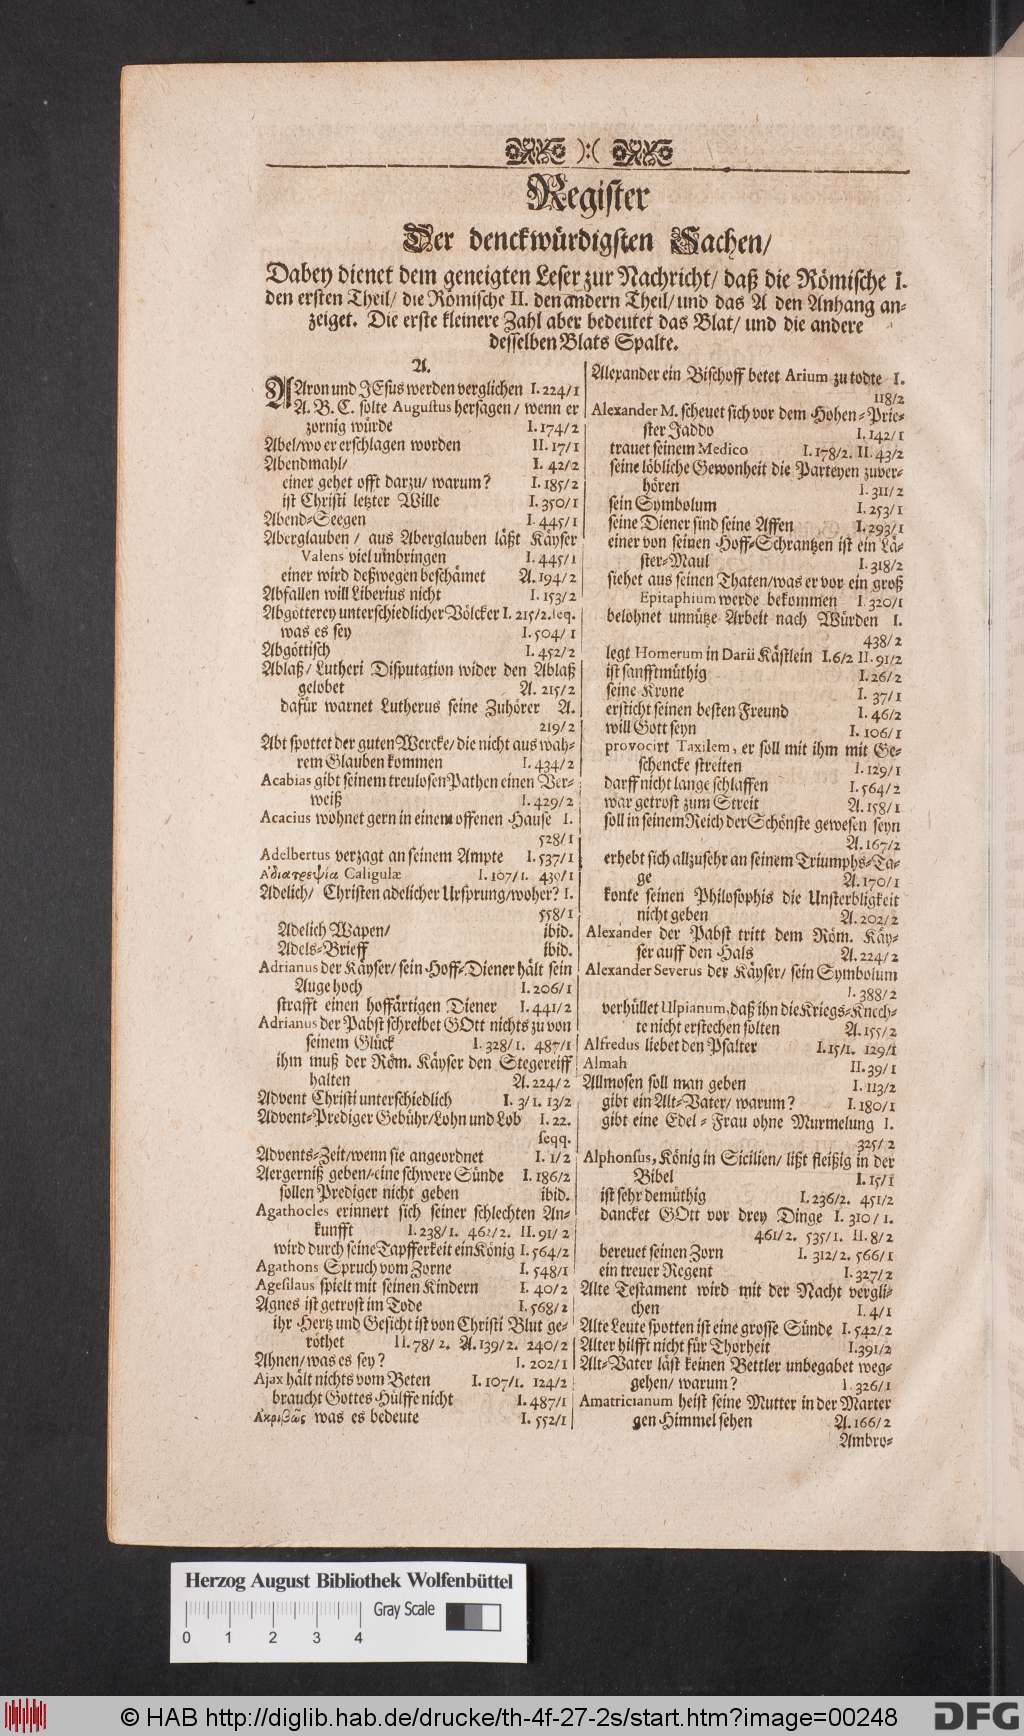 ):(
Register
Der denckwürdigsten Sachen/
Dabey dienet dem geneigten Leser zur Nachricht/ daß die Römische I.
den ersten Theil/ die Römische II. den andern Theil/ und das A den Anhang an-
zeiget. Die erste kleinere Zahl aber bedeutet das Blat/ und die andere
desselben Blats Spalte.
A.
AAron und JEsus werden verglichen I. 224/1
A. B. C. solte Augustus hersagen/ wenn er
zornig würde I. 174/2
Abel/ wo er erschlagen worden II. 17/1
Abendmahl/ I. 42/2
einer gehet offt darzu/ warum? I. 185/2
ist Christi letzter Wille I. 350/1
Abend-Seegen I. 445/1
Aberglauben/ aus Aberglauben läßt Käyser
Valens viel umbringen I. 445/1
einer wird deßwegen beschämet A. 194/2
Abfallen will Liberius nicht I. 153/2
Abgötterey unterschiedlicher Völcker I. 215/2. seq.
was es sey I. 504/1
Abgöttisch I. 452/2
Ablaß/ Lutheri Disputation wider den Ablaß
gelobet A. 215/2
dafür warnet Lutherus seine Zuhörer A.
219/2
Abt spottet der guten Wercke/ die nicht aus wah-
rem Glauben kommen I. 434/2
Acabias gibt seinem treulosen Pathen einen Ver-
weiß I. 429/2
Acacius wohnet gern in einem offenen Hause I.
528/1
Adelbertus verzagt an seinem Ampte I. 537/1
Ἀδιατρεψία Caligulæ I. 107/1. 439/1
Adelich/ Christen adelicher Ursprung/ woher? I.
558/1
Adelich Wapen/ ibid.
Adels-Brieff ibid.
Adrianus der Käyser/ sein Hoff-Diener hält sein
Auge hoch I. 206/1
strafft einen hoffärtigen Diener I. 441/2
Adrianus der Pabst schreibet GOtt nichts zu von
seinem Glück I. 328/1. 487/1
ihm muß der Röm. Käyser den Stegereiff
halten A. 224/2
Advent Christi unterschiedlich I. 3/1. 13/2
Advent-Prediger Gebühr/ Lohn und Lob I. 22.
seqq.
Advents-Zeit/ wenn sie angeordnet I. 1/2
Aergerniß geben/ eine schwere Sünde I. 186/2
sollen Prediger nicht geben ibid.
Agathocles erinnert sich seiner schlechten An-
kunfft I. 238/1. 462/2. II. 91/2
wird durch seine Tapfferkeit ein König I. 564/2
Agathons Spruch vom Zorne I. 548/1
Agesilaus spielt mit seinen Kindern I. 40/2
Agnes ist getrost im Tode I. 568/2
ihr Hertz und Gesicht ist von Christi Blut ge-
röthet II. 78/2. A. 139/2. 240/2
Ahnen/ was es sey? I. 202/1
Ajax hält nichts vom Beten I. 107/1. 124/2
braucht Gottes Hülffe nicht I. 487/1
Ἀκριβῶς was es bedeute I. 552/1
Alexander ein Bischoff betet Arium zu todte I.
118/2
Alexander M. scheuet sich vor dem Hohen-Prie-
ster Jaddo I. 142/1
trauet seinem Medico I. 178/2. II. 43/2
seine löbliche Gewonheit die Parteyen zuver-
hören I. 311/2
sein Symbolum I. 253/1
seine Diener sind seine Affen I. 293/1
einer von seinen Hoff-Schrantzen ist ein Lä-
ster-Maul I. 318/2
siehet aus seinen Thaten/ was er vor ein groß
Epitaphium werde bekommen I. 320/1
belohnet unnütze Arbeit nach Würden I.
438/2
legt Homerum in Darii Kästlein I. 6/2 II. 91/2
ist sanfftmüthig I. 26/2
seine Krone I. 37/1
ersticht seinen besten Freund I. 46/2
will Gott seyn I. 106/1
provocirt Taxilem, er soll mit ihm mit Ge-
schencke streiten I. 129/1
darff nicht lange schlaffen I. 564/2
war getrost zum Streit A. 158/1
soll in seinem Reich der Schönste gewesen seyn
A. 167/2
erhebt sich allzusehr an seinem Triumphs-Ta-
ge A. 170/1
konte seinen Philosophis die Unsterbligkeit
nicht geben A. 202/2
Alexander der Pabst tritt dem Röm. Käy-
ser auff den Hals A. 224/2
Alexander Severus der Käyser/ sein Symbolum
I. 388/2
verhüllet Ulpianum, daß ihn die Kriegs-Knech-
te nicht erstechen solten A. 155/2
Alfredus liebet den Psalter I. 15/1. 129/1
Almah II. 39/1
Allmosen soll man geben I. 113/2
gibt ein Alt-Vater/ warum? I. 180/1
gibt eine Edel-Frau ohne Murmelung I.
325/2
Alphonsus, König in Sicilien/ lißt fleißig in der
Bibel I. 15/1
ist sehr demüthig I. 236/2. 451/2
dancket GOtt vor drey Dinge I. 310/1.
461/2. 535/1. II. 8/2
bereuet seinen Zorn I. 312/2. 566/1
ein treuer Regent I. 327/2
Alte Testament wird mit der Nacht vergli-
chen I. 4/1
Alte Leute spotten ist eine grosse Sünde I. 542/2
Alter hilfft nicht für Thorheit I. 391/2
Alt-Vater läst keinen Bettler unbegabet weg-
gehen/ warum? I. 326/1
Amatricianum heist seine Mutter in der Marter
gen Himmel sehen A. 166/2
Ambro-
Herzog August Bibliothek Wolfenbüttel
Gray Scale
0 1 2 3 4
© HAB http://diglib.hab.de/drucke/th-4f-27-2s/start.htm?image=00248
DFG